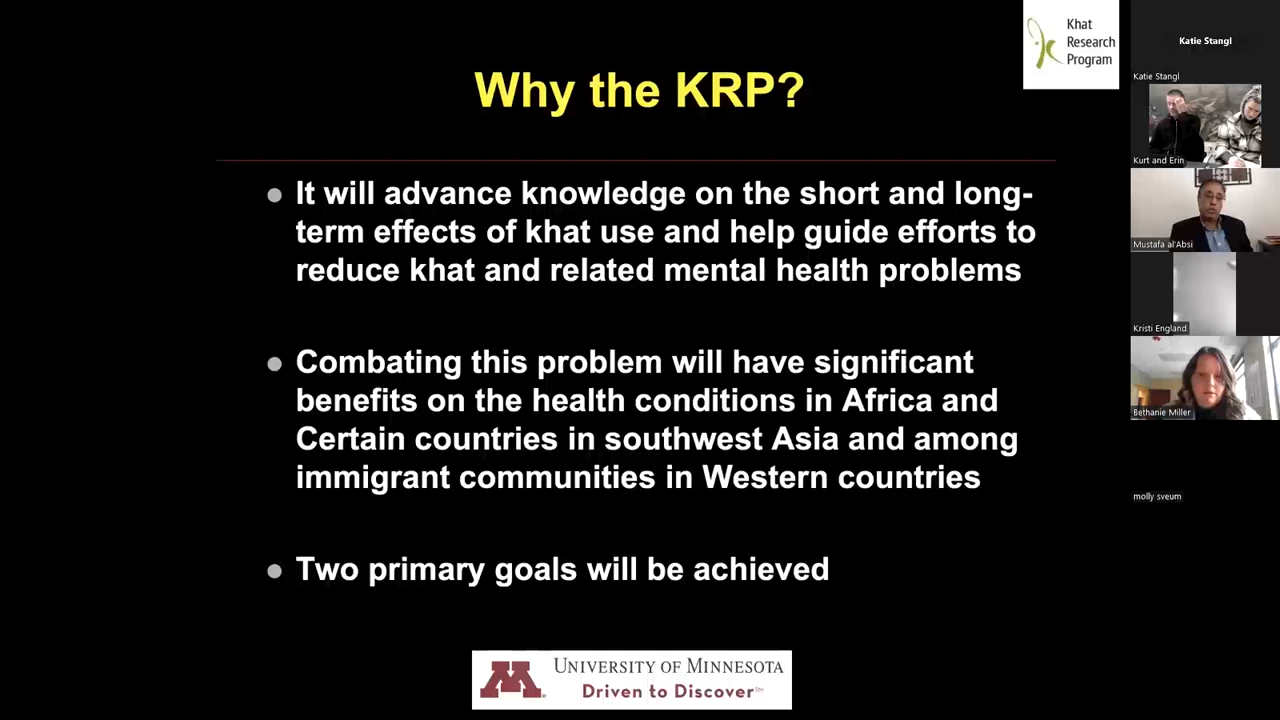 Why the KRP?
● It will advance knowledge on the short and long-
term effects of khat use and help guide efforts to
reduce khat and related mental health problems
● Combating this problem will have significant
benefits on the health conditions in Africa and
Certain countries in southwest Asia and among
immigrant communities in Western countries
● Two primary goals will be achieved
M UNIVERSITY OF MINNESOTA
Driven to Discover℠
Khat
Research
Program
Katie Stangl
Katie Stangl
Kurt and Erin
Mustafa al'Absi
Kristi England
Bethanie Miller
molly sveum